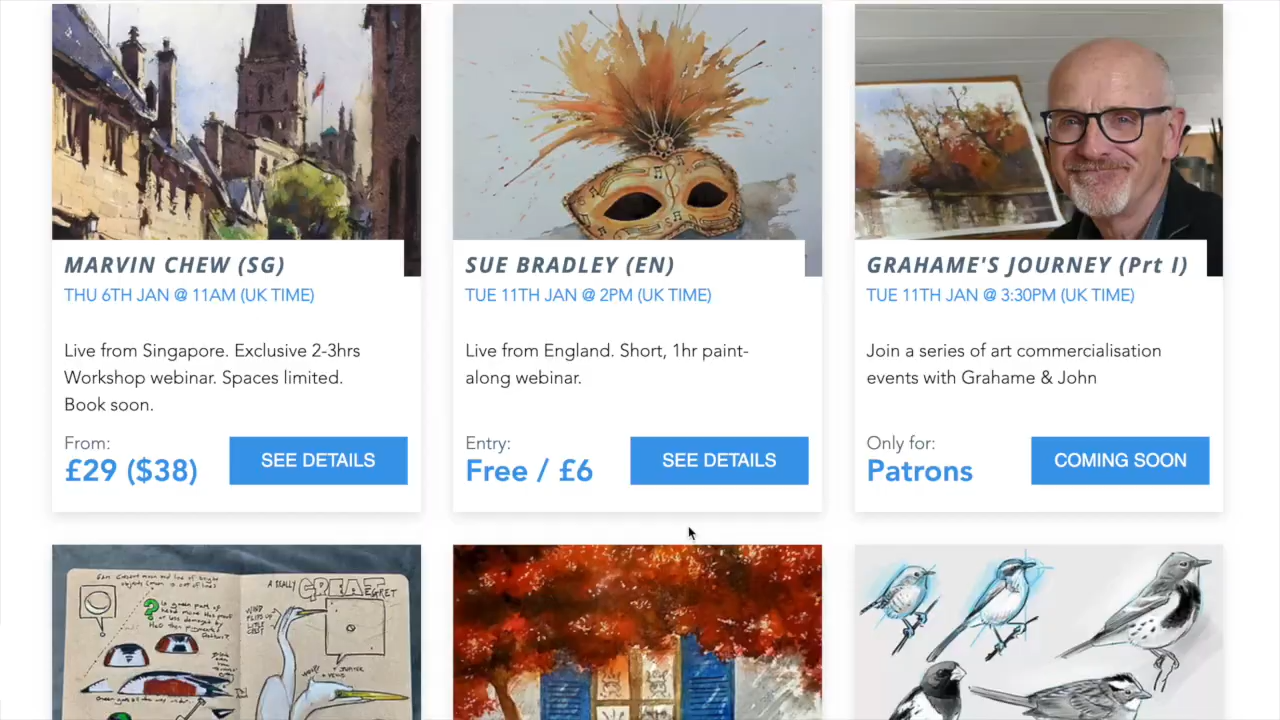 MARVIN CHEW (SG)
THU 6TH JAN @ 11AM (UK TIME)
Live from Singapore. Exclusive 2-3hrs
Workshop webinar. Spaces limited.
Book soon.
From:
£29 ($38)
SEE DETAILS
SUE BRADLEY (EN)
TUE 11TH JAN @ 2PM (UK TIME)
Live from England. Short, 1hr paint-
along webinar.
Entry:
Free / £6
SEE DETAILS
GRAHAME'S JOURNEY (Prt I)
TUE 11TH JAN @ 3:30PM (UK TIME)
Join a series of art commercialisation
events with Grahame & John
Only for:
Patrons
COMING SOON
A REALLY GREAT EGRET